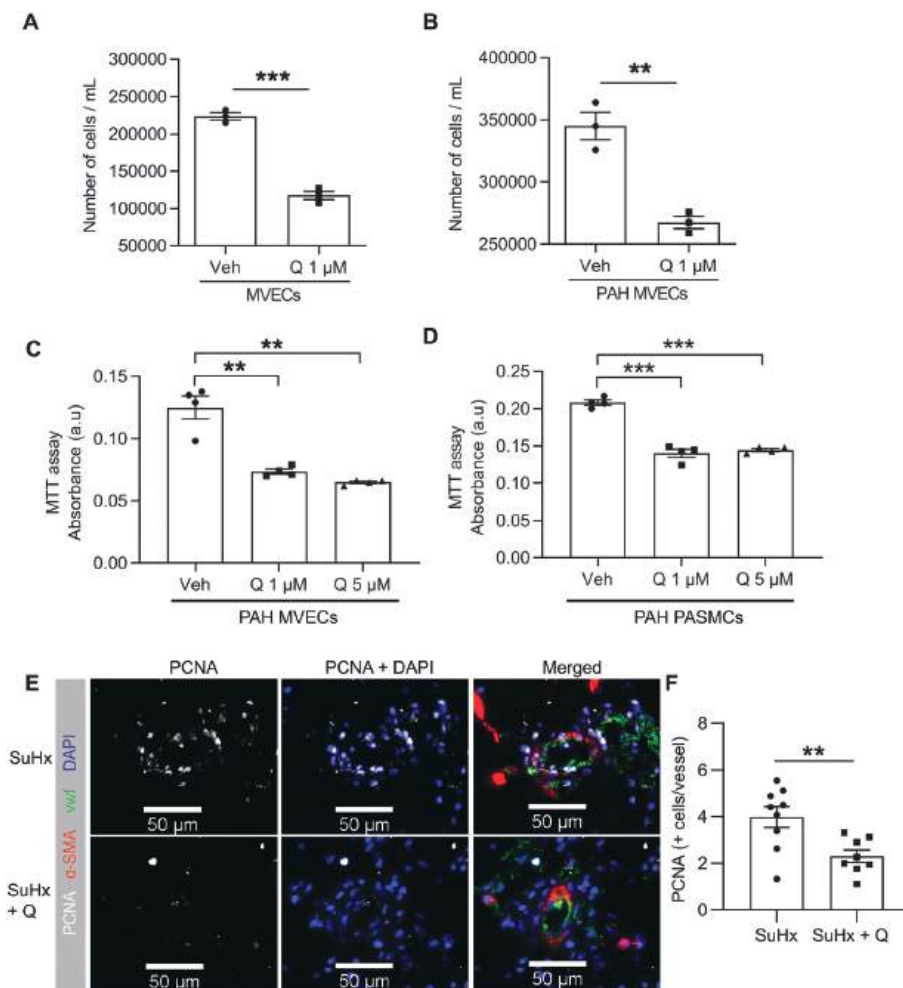 A
Number of cells / mL
300000
250000
200000
150000
100000
50000
***
Veh
Q 1 µM
MVECs
B
Number of cells / mL
400000
350000
300000
250000
**
Veh
Q 1 µM
PAH MVECs
C
MTT assay
Absorbance (a.u)
0.15
0.10
0.05
0.00
**
**
Veh
Q 1 µM
Q 5 µM
PAH MVECs
D
MTT assay
Absorbance (a.u)
0.25
0.20
0.15
0.10
0.05
0.00
***
***
Veh
Q 1 µM
Q 5 µM
PAH PASMCs
E
PCNA
PCNA + DAPI
Merged
SuHx
SuHx
+ Q
PCNA α-SMA vwf DAPI
50 µm
50 µm
50 µm
50 µm
50 µm
50 µm
F
PCNA (+ cells/vessel)
8
6
4
2
0
**
SuHx
SuHx + Q